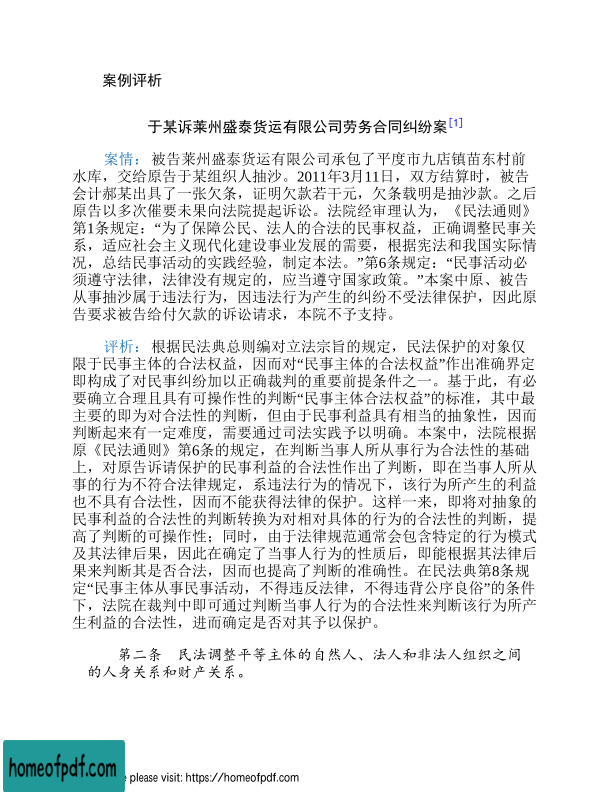 案例评析
于某诉莱州盛泰货运有限公司劳务合同纠纷案[1]
案情：被告莱州盛泰货运有限公司承包了平度市九店镇苗东村前
水库，交给原告于某组织人抽沙。2011年3月11日，双方结算时，被告
会计郝某出具了一张欠条，证明欠款若干元，欠条载明是抽沙款。之后
原告以多次催要未果向法院提起诉讼。法院经审理认为，《民法通则》
第1条规定：“为了保障公民、法人的合法的民事权益，正确调整民事关
系，适应社会主义现代化建设事业发展的需要，根据宪法和我国实际情
况，总结民事活动的实践经验，制定本法。”第6条规定：“民事活动必
须遵守法律，法律没有规定的，应当遵守国家政策。”本案中原、被告
从事抽沙属于违法行为，因违法行为产生的纠纷不受法律保护，因此原
告要求被告给付欠款的诉讼请求，本院不予支持。
评析：根据民法典总则编对立法宗旨的规定，民法保护的对象仅
限于民事主体的合法权益，因而对“民事主体的合法权益”作出准确界定
即构成了对民事纠纷加以正确裁判的重要前提条件之一。基于此，有必
要确立合理且具有可操作性的判断“民事主体合法权益”的标准，其中最
主要的即为对合法性的判断，但由于民事利益具有相当的抽象性，因而
判断起来有一定难度，需要通过司法实践予以明确。本案中，法院根据
原《民法通则》第6条的规定，在判断当事人所从事行为合法性的基础
上，对原告诉请保护的民事利益的合法性作出了判断，即在当事人所从
事的行为不符合法律规定，系违法行为的情况下，该行为所产生的利益
也不具有合法性，因而不能获得法律的保护。这样一来，即将对抽象的
民事利益的合法性的判断转换为对相对具体的行为的合法性的判断，提
高了判断的可操作性；同时，由于法律规范通常会包含特定的行为模式
及其法律后果，因此在确定了当事人行为的性质后，即能根据其法律后
果来判断其是否合法，因而也提高了判断的准确性。在民法典第8条规
定“民事主体从事民事活动，不得违反法律，不得违背公序良俗”的条件
下，法院在裁判中即可通过判断当事人行为的合法性来判断该行为所产
生利益的合法性，进而确定是否对其予以保护。
第二条　民法调整平等主体的自然人、法人和非法人组织之间
的人身关系和财产关系。
homeofpdf.com
please visit: https://homeofpdf.com